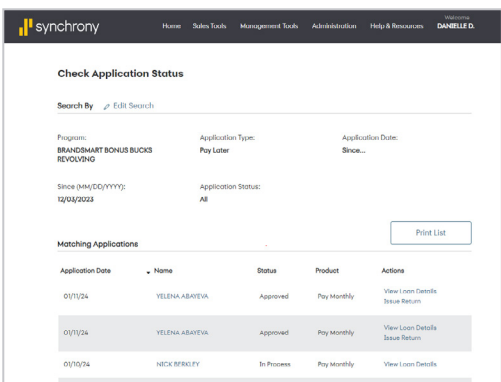 synchrony
Home Sales Tools Management Tools Administration Help & Resources Welcome DANIELLE D.
Check Application Status
Search By Edit Search
Program: Application Type: Application Date:
BRANDSMART BONUS BUCKS REVOLVING Pay Later Since...
Since (MM/DD/YYYY): Application Status:
12/03/2023 All
Print List
Matching Applications
Application Date Name Status Product Actions
01/11/24 YELENA ABAYEVA Approved Pay Monthly View Loan Details
Issue Return
01/11/24 YELENA ABAYEVA Approved Pay Monthly View Loan Details
Issue Return
01/10/24 NICK BERKLEY In Process Pay Monthly View Loan Details